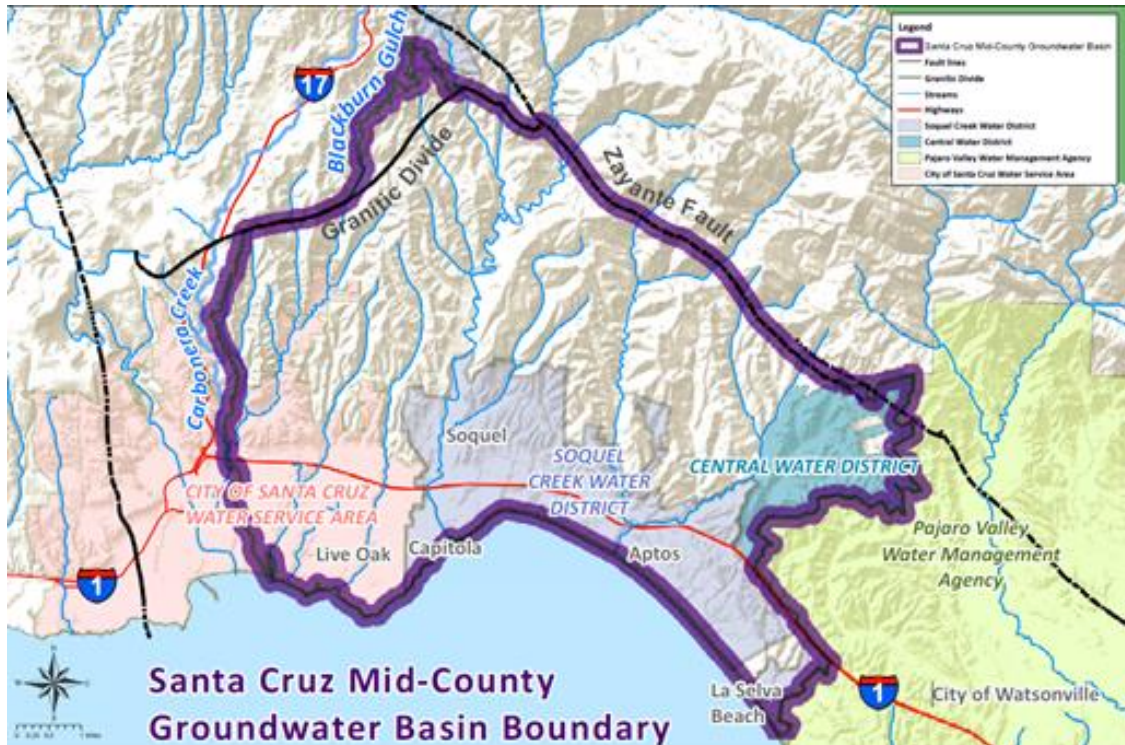 Legend
Santa Cruz Mid-County Groundwater Basin
Fault lines
Granitic Divide
Streams
Highways
Soquel Creek Water District
Central Water District
Pajaro Valley Water Management Agency
City of Santa Cruz Water Service Area
17
Blackburn Gulch
Granitic Divide
Zayante Fault
Carbonera Creek
Soquel
SOQUEL
CREEK WATER
DISTRICT
CENTRAL WATER DISTRICT
CITY OF SANTA CRUZ
WATER SERVICE AREA
Live Oak
Capitola
Aptos
Pajaro Valley
Water Management
Agency
1
La Selva
Beach
1
City of Watsonville
Santa Cruz Mid-County
Groundwater Basin Boundary